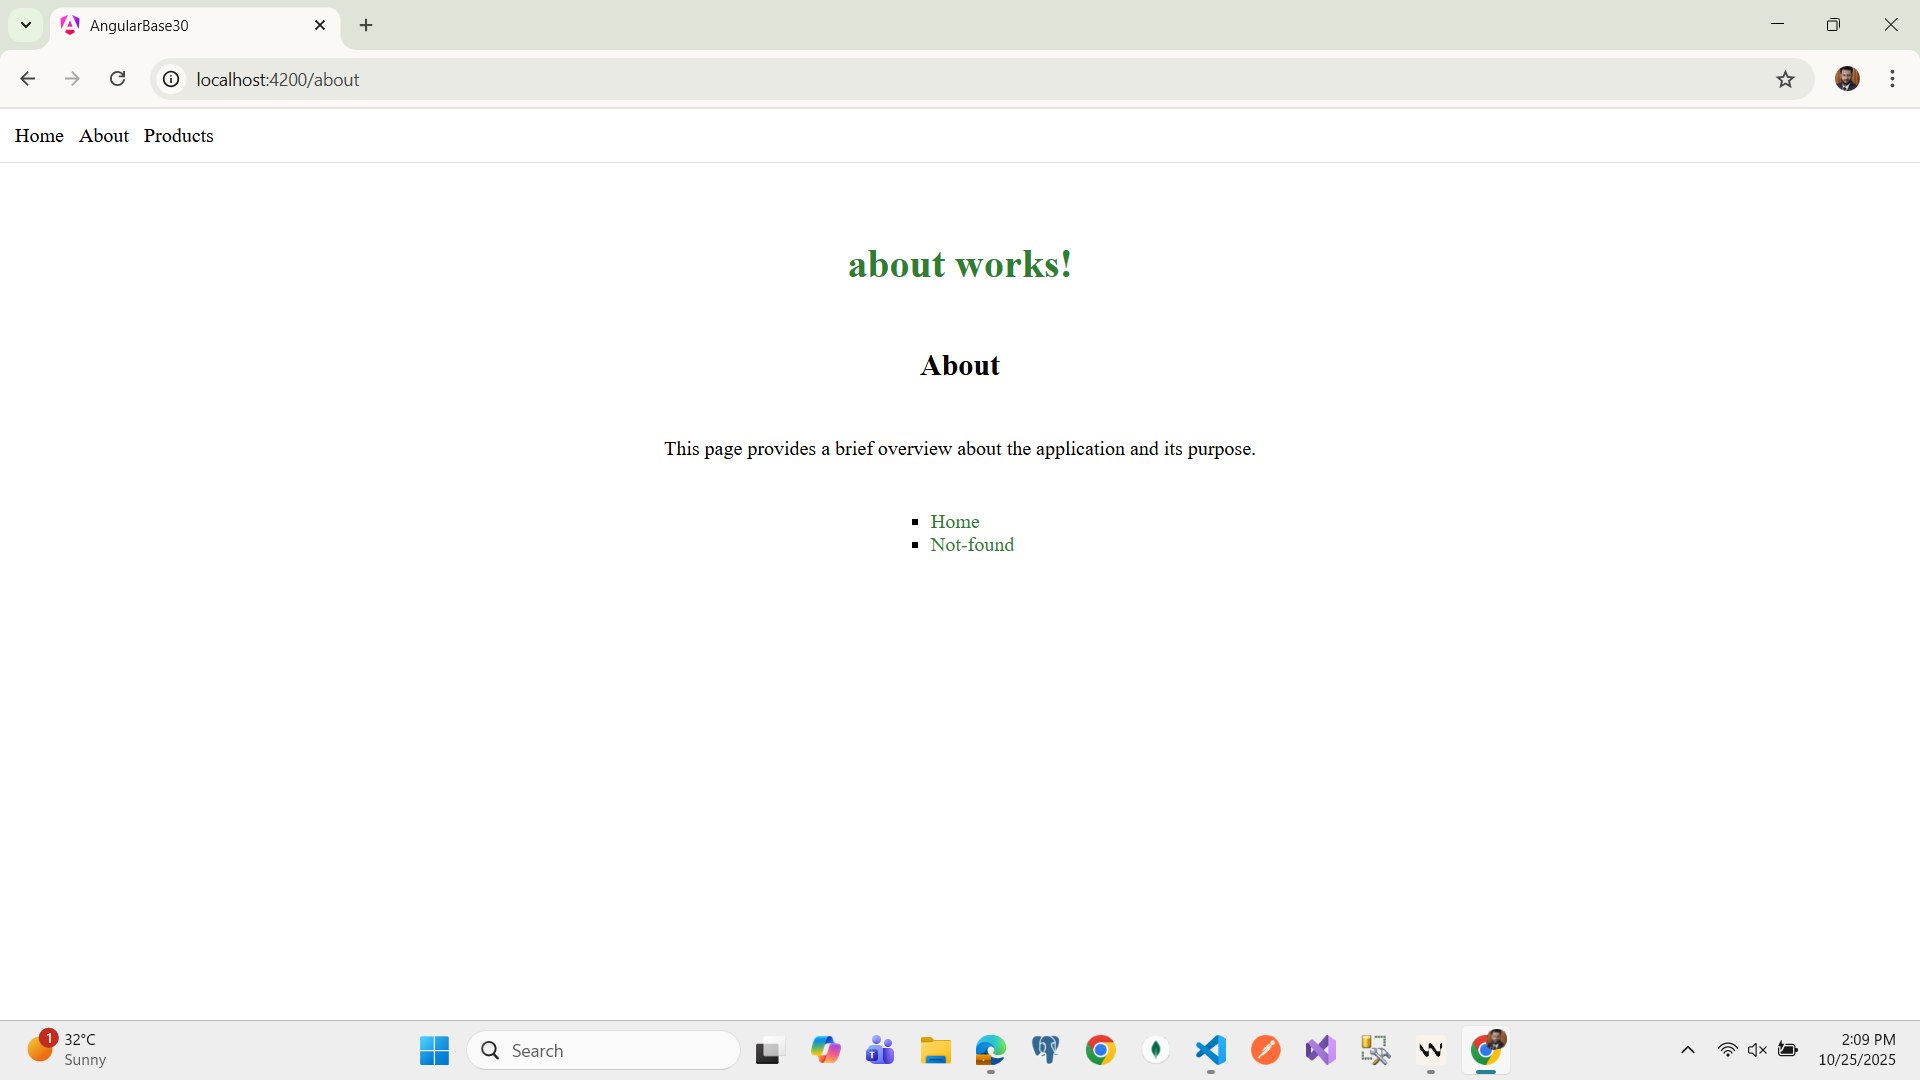 AngularBase30
localhost:4200/about
Home About Products
about works!
About
This page provides a brief overview about the application and its purpose.
Home
Not-found
1
32°C
Sunny
Search
2:09 PM
10/25/2025